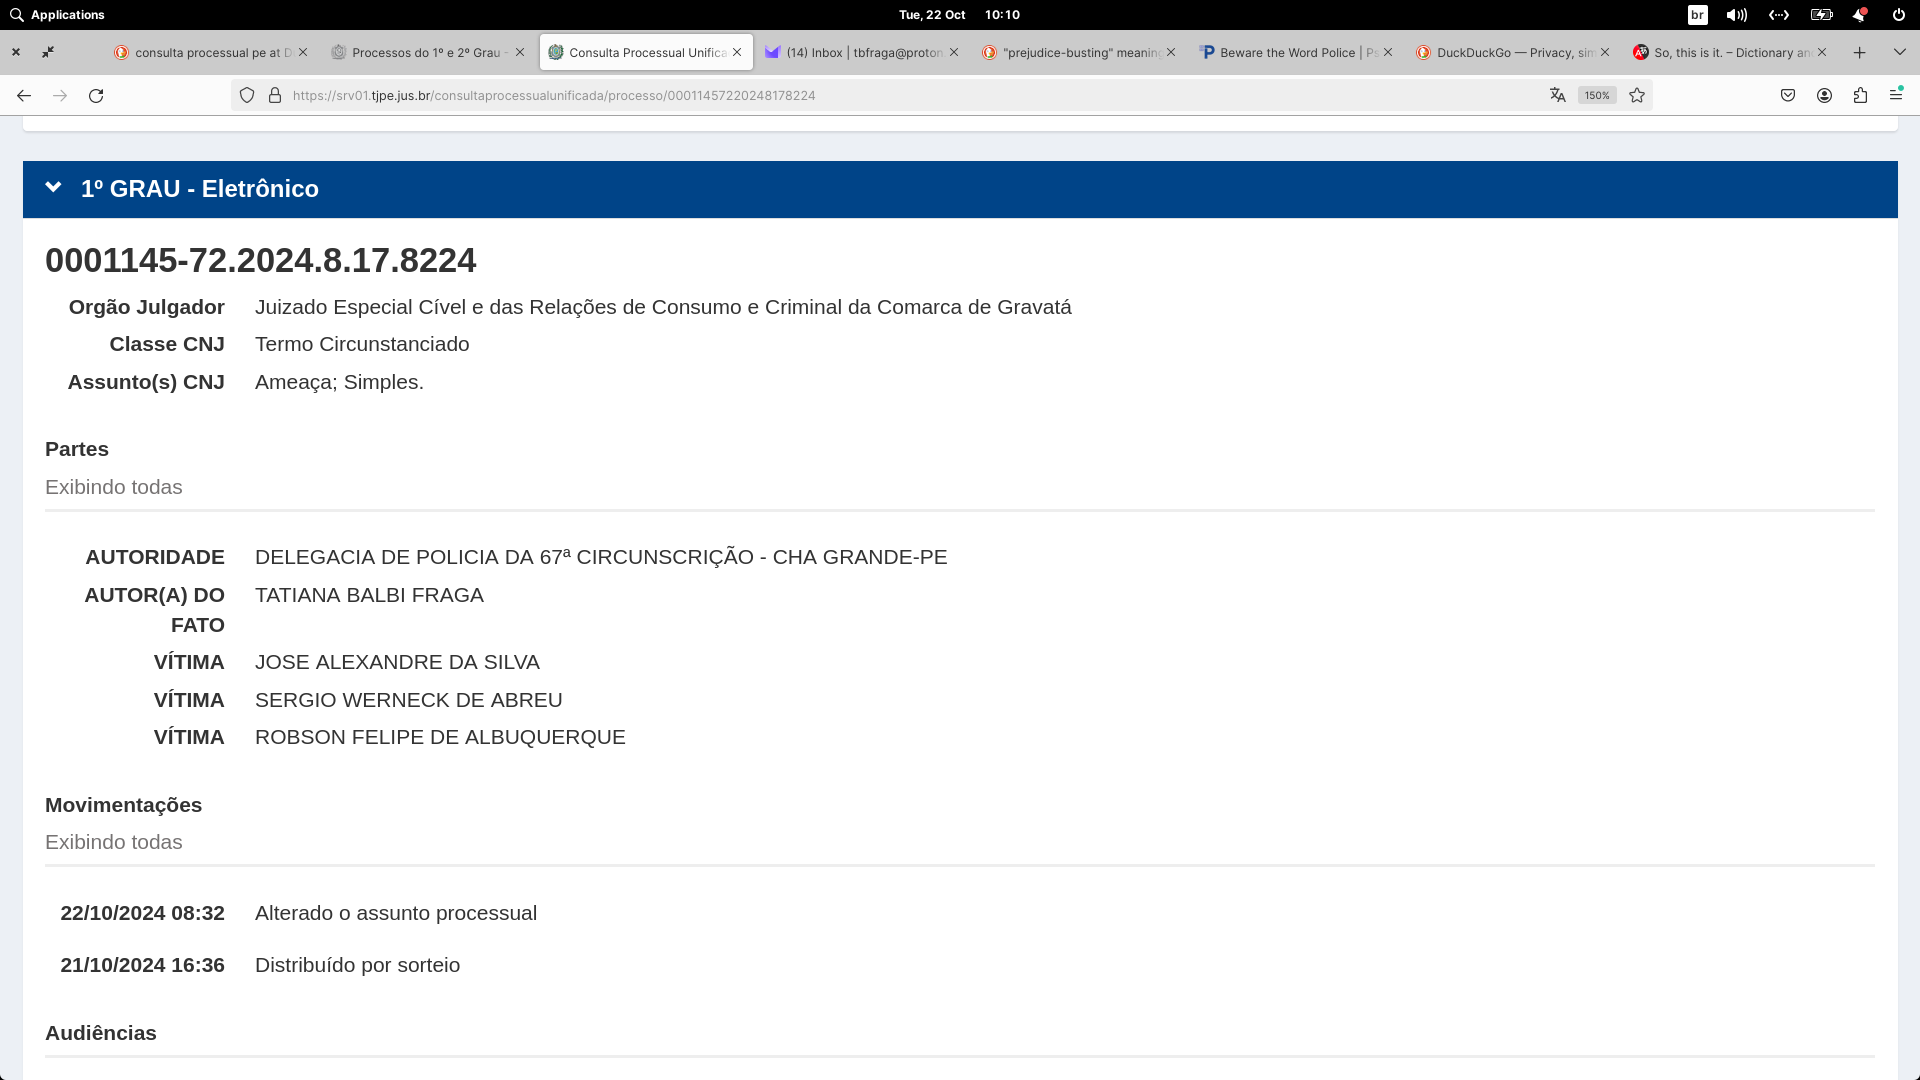 Applications
Tue, 22 Oct 10:10
br
consulta processual pe at D
Processos do 1º e 2º Grau -
Consulta Processual Unifica
(14) Inbox | tbfraga@proton
"prejudice-busting" meaning
Beware the Word Police | Ps
DuckDuckGo — Privacy, sim
So, this is it. – Dictionary an
https://srv01.tjpe.jus.br/consultaprocessualunificada/processo/00011457220248178224
150%
1º GRAU - Eletrônico
0001145-72.2024.8.17.8224
Orgão Julgador Juizado Especial Cível e das Relações de Consumo e Criminal da Comarca de Gravatá
Classe CNJ Termo Circunstanciado
Assunto(s) CNJ Ameaça; Simples.
Partes
Exibindo todas
AUTORIDADE DELEGACIA DE POLICIA DA 67ª CIRCUNSCRIÇÃO - CHA GRANDE-PE
AUTOR(A) DO TATIANA BALBI FRAGA
FATO
VÍTIMA JOSE ALEXANDRE DA SILVA
VÍTIMA SERGIO WERNECK DE ABREU
VÍTIMA ROBSON FELIPE DE ALBUQUERQUE
Movimentações
Exibindo todas
22/10/2024 08:32 Alterado o assunto processual
21/10/2024 16:36 Distribuído por sorteio
Audiências